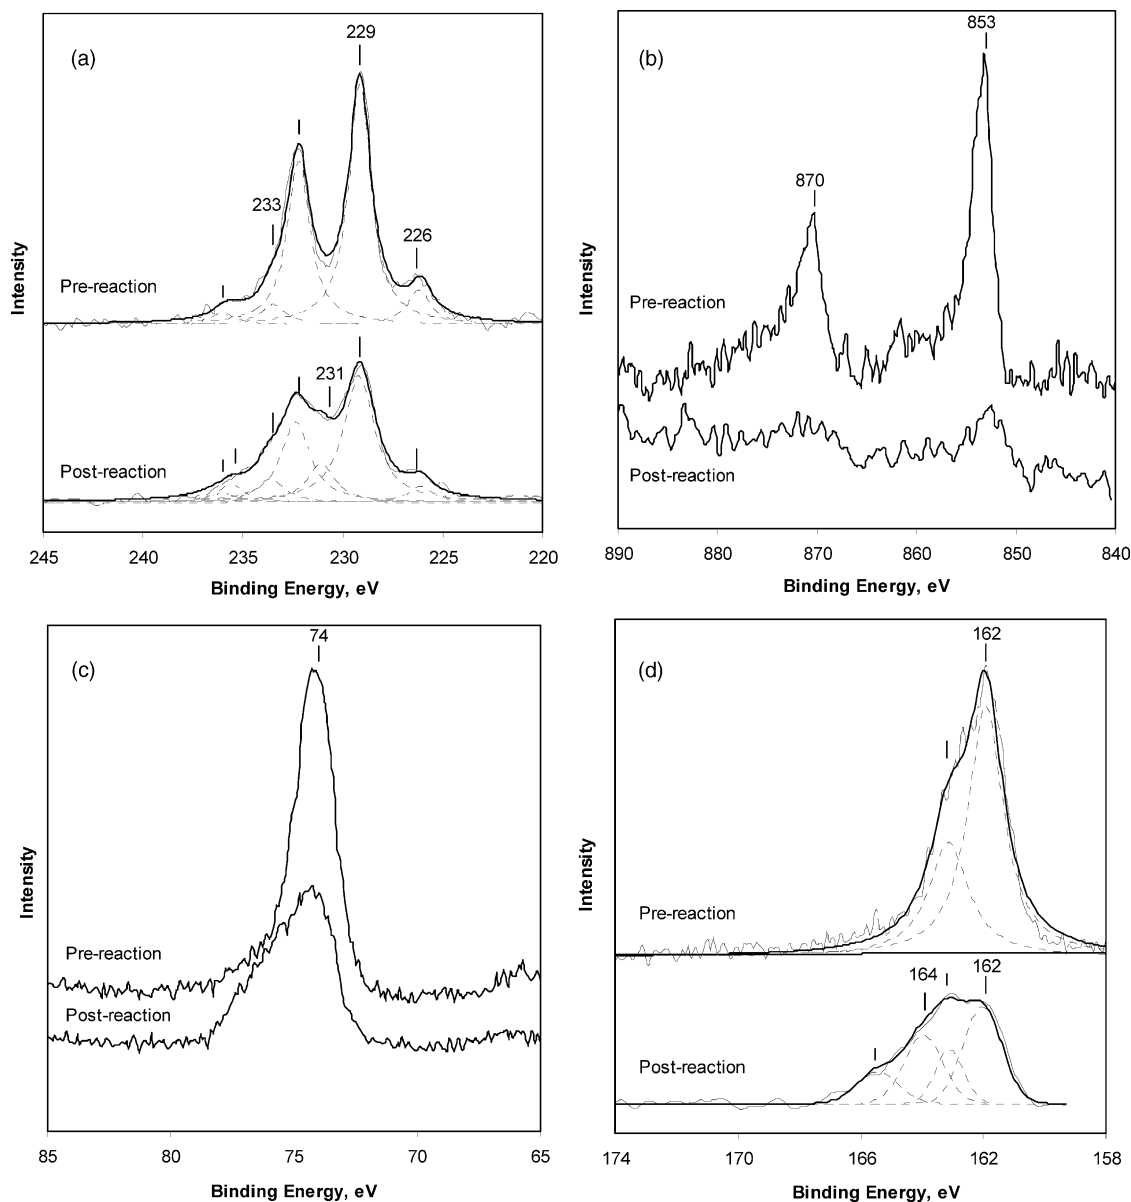 (a)
229
233
226
Pre-reaction
231
Post-reaction
Intensity
245 240 235 230 225 220
Binding Energy, eV
(b)
853
870
Pre-reaction
Post-reaction
Intensity
890 880 870 860 850 840
Binding Energy, eV
(c)
74
Pre-reaction
Post-reaction
Intensity
85 80 75 70 65
Binding Energy, eV
(d)
162
Pre-reaction
164 162
Post-reaction
Intensity
174 170 166 162 158
Binding Energy, eV